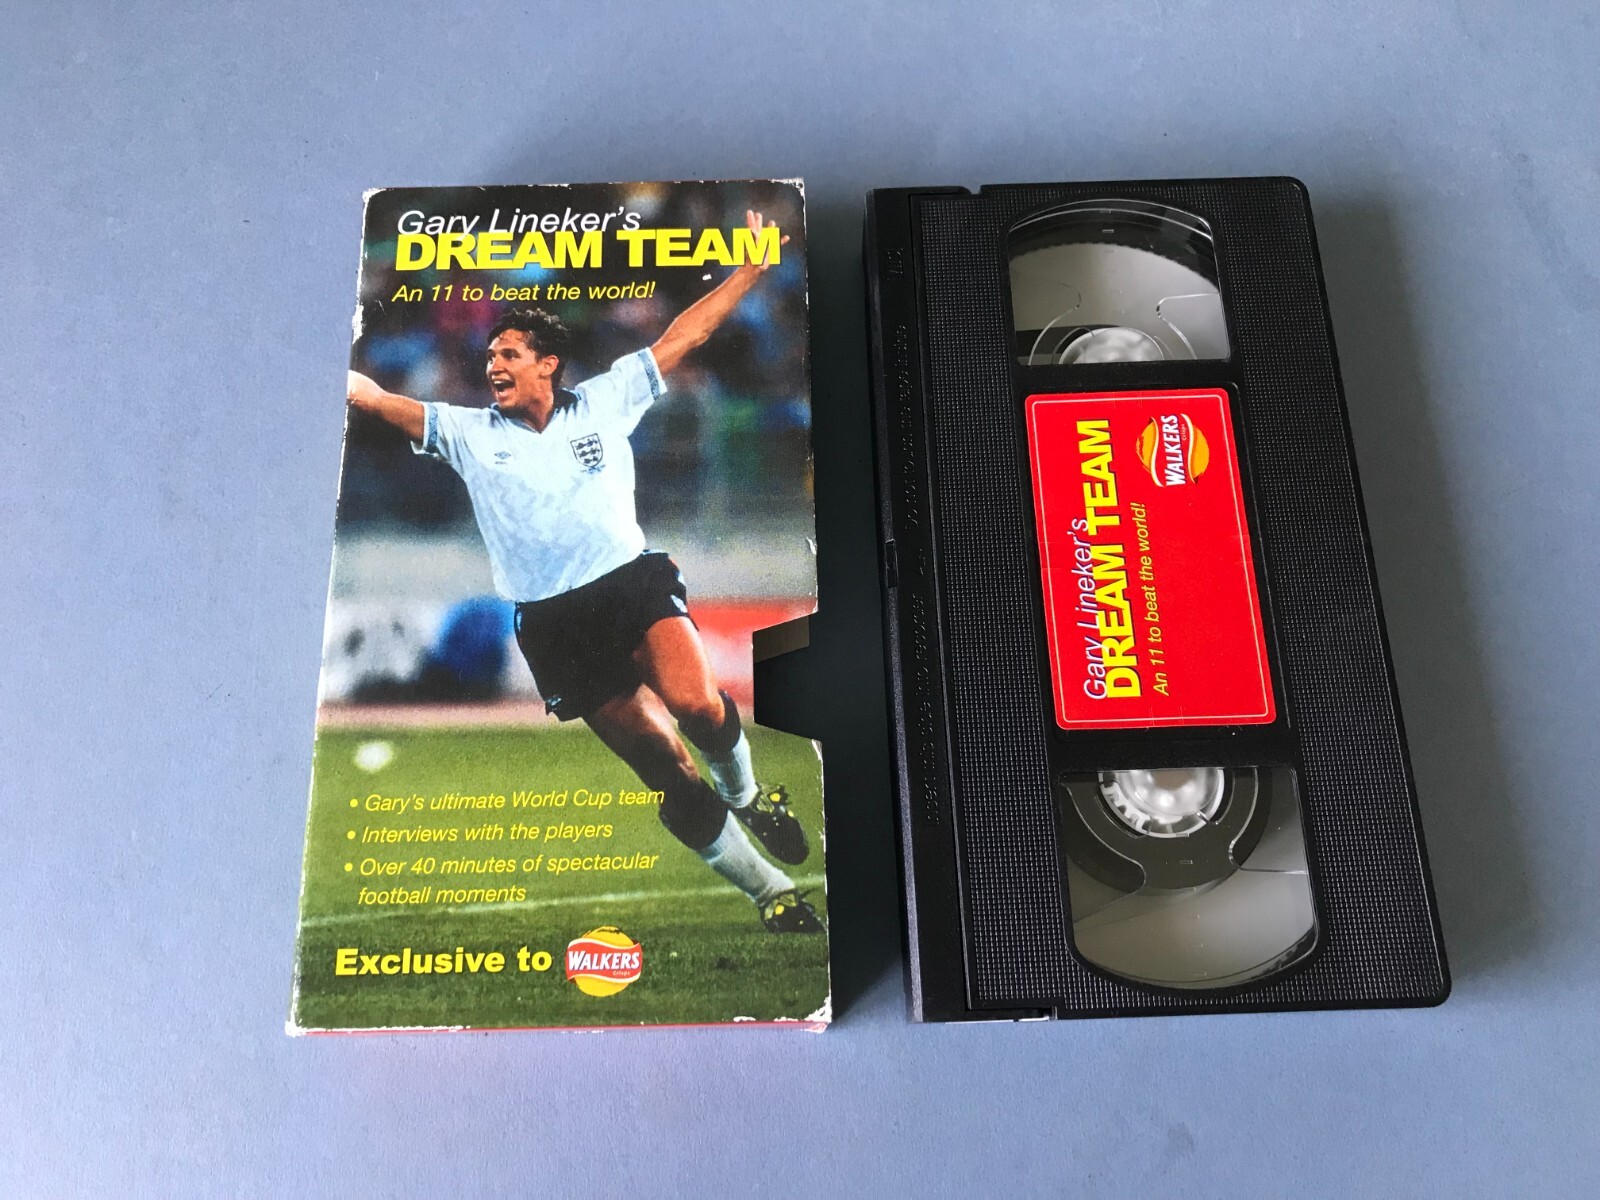 Gary Lineker's
DREAM TEAM
An 11 to beat the world!
• Gary's ultimate World Cup team
• Interviews with the players
• Over 40 minutes of spectacular
football moments
Exclusive to WALKERS
Crisps
Gary Lineker's
DREAM TEAM
An 11 to beat the world!
WALKERS
Crisps